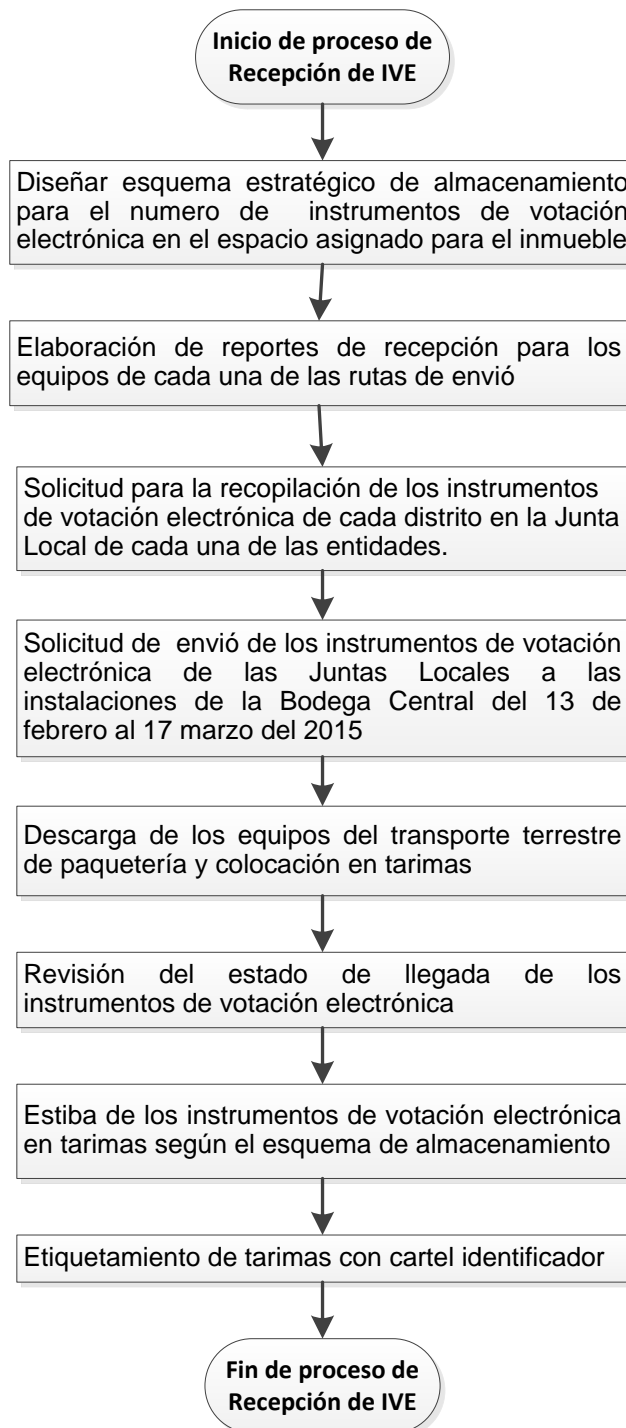 Inicio de proceso de
Recepción de IVE
Diseñar esquema estratégico de almacenamiento
para el numero de instrumentos de votación
electrónica en el espacio asignado para el inmueble
Elaboración de reportes de recepción para los
equipos de cada una de las rutas de envió
Solicitud para la recopilación de los instrumentos
de votación electrónica de cada distrito en la Junta
Local de cada una de las entidades.
Solicitud de envió de los instrumentos de votación
electrónica de las Juntas Locales a las
instalaciones de la Bodega Central del 13 de
febrero al 17 marzo del 2015
Descarga de los equipos del transporte terrestre
de paquetería y colocación en tarimas
Revisión del estado de llegada de los
instrumentos de votación electrónica
Estiba de los instrumentos de votación electrónica
en tarimas según el esquema de almacenamiento
Etiquetamiento de tarimas con cartel identificador
Fin de proceso de
Recepción de IVE